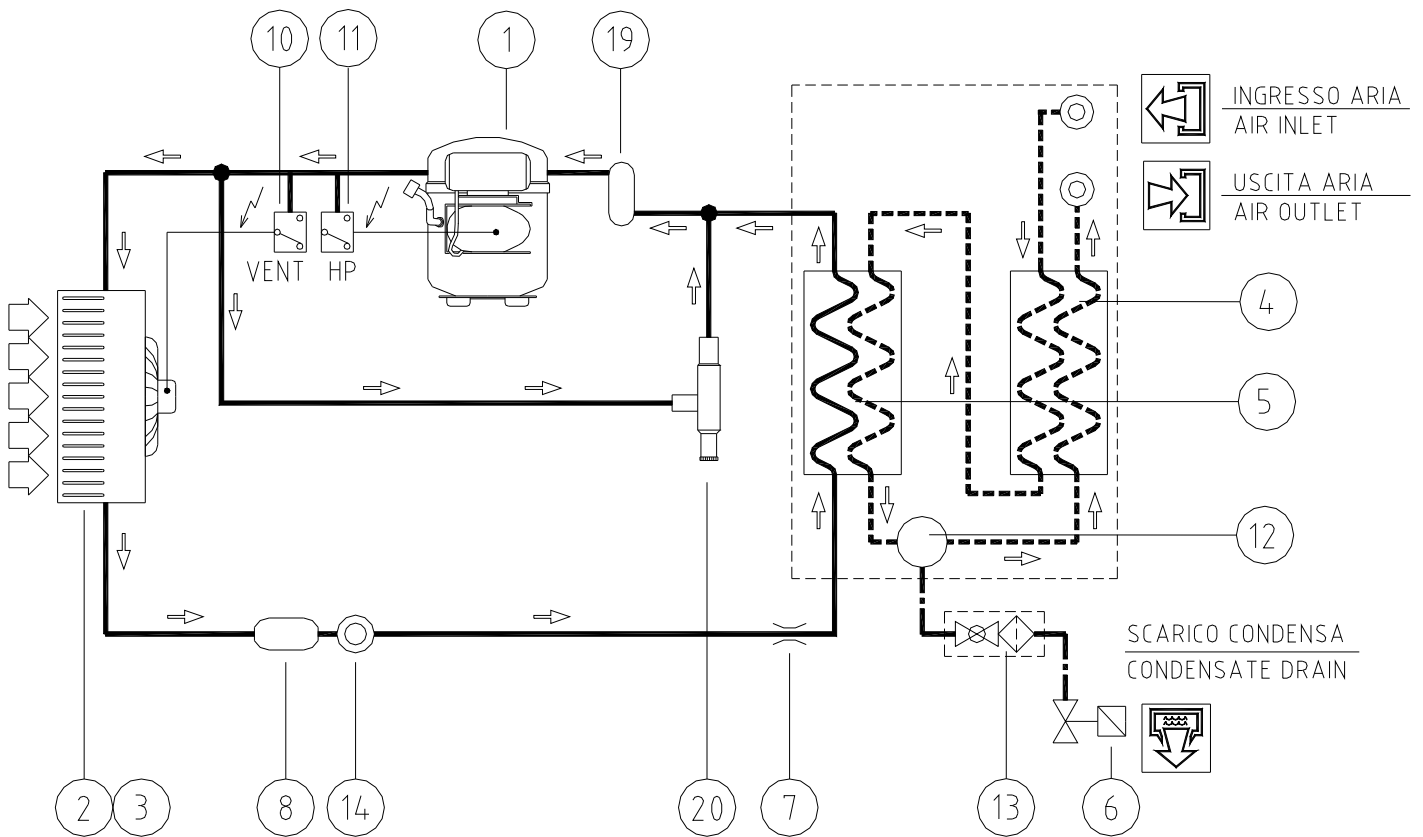 10
11
1
19
INGRESSO ARIA
AIR INLET
USCITA ARIA
AIR OUTLET
VENT
HP
4
5
12
SCARICO CONDENSA
CONDENSATE DRAIN
2
3
8
14
20
7
13
6